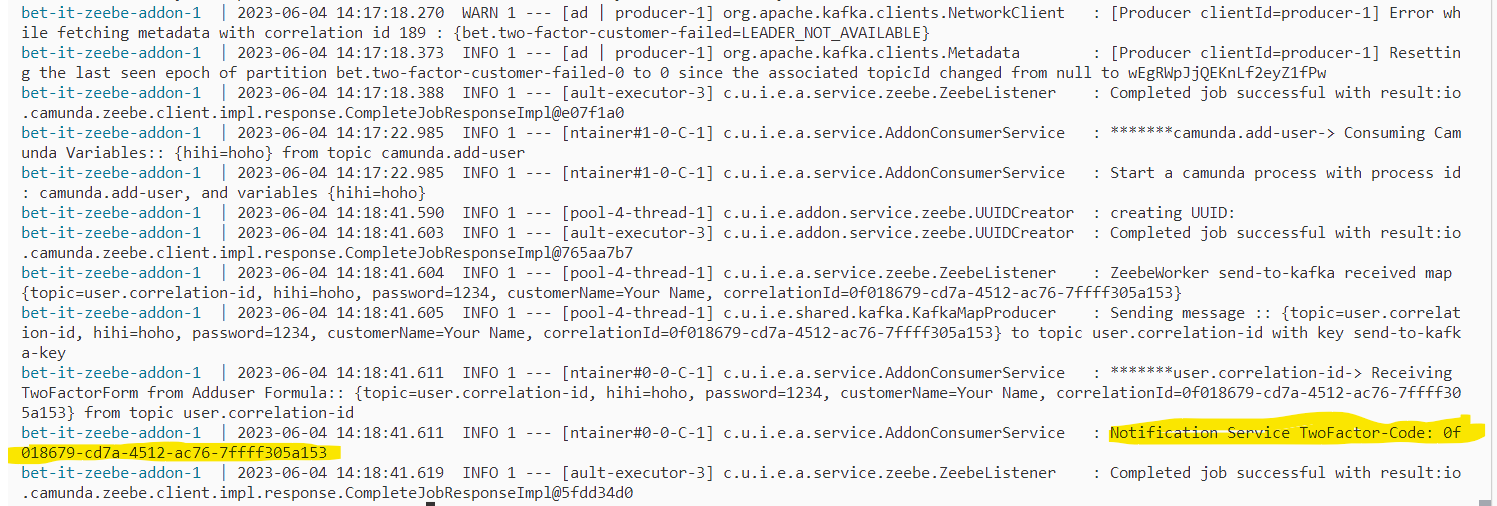 bet-it-zeebe-addon-1  | 2023-06-04 14:17:18.270  WARN 1 --- [ad | producer-1] org.apache.kafka.clients.NetworkClient   : [Producer clientId=producer-1] Error wh
ile fetching metadata with correlation id 189 : {bet.two-factor-customer-failed=LEADER_NOT_AVAILABLE}
bet-it-zeebe-addon-1  | 2023-06-04 14:17:18.373  INFO 1 --- [ad | producer-1] org.apache.kafka.clients.Metadata        : [Producer clientId=producer-1] Resettin
g the last seen epoch of partition bet.two-factor-customer-failed-0 to 0 since the associated topicId changed from null to wEgRWpJjQEKnLf2eyZ1fPw
bet-it-zeebe-addon-1  | 2023-06-04 14:17:18.388  INFO 1 --- [ault-executor-3] c.u.i.e.a.service.zeebe.ZeebeListener    : Completed job successful with result:io
.camunda.zeebe.client.impl.response.CompleteJobResponseImpl@e07f1a0
bet-it-zeebe-addon-1  | 2023-06-04 14:17:22.985  INFO 1 --- [ntainer#1-0-C-1] c.u.i.e.a.service.AddonConsumerService   : *******camunda.add-user-> Consuming Cam
unda Variables:: {hihi=hoho} from topic camunda.add-user
bet-it-zeebe-addon-1  | 2023-06-04 14:17:22.985  INFO 1 --- [ntainer#1-0-C-1] c.u.i.e.a.service.AddonConsumerService   : Start a camunda process with process id
: camunda.add-user, and variables {hihi=hoho}
bet-it-zeebe-addon-1  | 2023-06-04 14:18:41.590  INFO 1 --- [pool-4-thread-1] c.u.i.e.addon.service.zeebe.UUIDCreator  : creating UUID:
bet-it-zeebe-addon-1  | 2023-06-04 14:18:41.603  INFO 1 --- [ault-executor-3] c.u.i.e.addon.service.zeebe.UUIDCreator  : Completed job successful with result:io
.camunda.zeebe.client.impl.response.CompleteJobResponseImpl@765aa7b7
bet-it-zeebe-addon-1  | 2023-06-04 14:18:41.604  INFO 1 --- [pool-4-thread-1] c.u.i.e.a.service.zeebe.ZeebeListener    : ZeebeWorker send-to-kafka received map
{topic=user.correlation-id, hihi=hoho, password=1234, customerName=Your Name, correlationId=0f018679-cd7a-4512-ac76-7ffff305a153}
bet-it-zeebe-addon-1  | 2023-06-04 14:18:41.605  INFO 1 --- [pool-4-thread-1] c.u.i.e.shared.kafka.KafkaMapProducer    : Sending message :: {topic=user.correlat
ion-id, hihi=hoho, password=1234, customerName=Your Name, correlationId=0f018679-cd7a-4512-ac76-7ffff305a153} to topic user.correlation-id with key send-to-kafk
a-key
bet-it-zeebe-addon-1  | 2023-06-04 14:18:41.611  INFO 1 --- [ntainer#0-0-C-1] c.u.i.e.a.service.AddonConsumerService   : *******user.correlation-id-> Receiving
TwoFactorForm from Adduser Formula:: {topic=user.correlation-id, hihi=hoho, password=1234, customerName=Your Name, correlationId=0f018679-cd7a-4512-ac76-7ffff30
5a153} from topic user.correlation-id
bet-it-zeebe-addon-1  | 2023-06-04 14:18:41.611  INFO 1 --- [ntainer#0-0-C-1] c.u.i.e.a.service.AddonConsumerService   : Notification Service TwoFactor-Code: 0f
018679-cd7a-4512-ac76-7ffff305a153
bet-it-zeebe-addon-1  | 2023-06-04 14:18:41.619  INFO 1 --- [ault-executor-3] c.u.i.e.a.service.zeebe.ZeebeListener    : Completed job successful with result:io
.camunda.zeebe.client.impl.response.CompleteJobResponseImpl@5fdd34d0